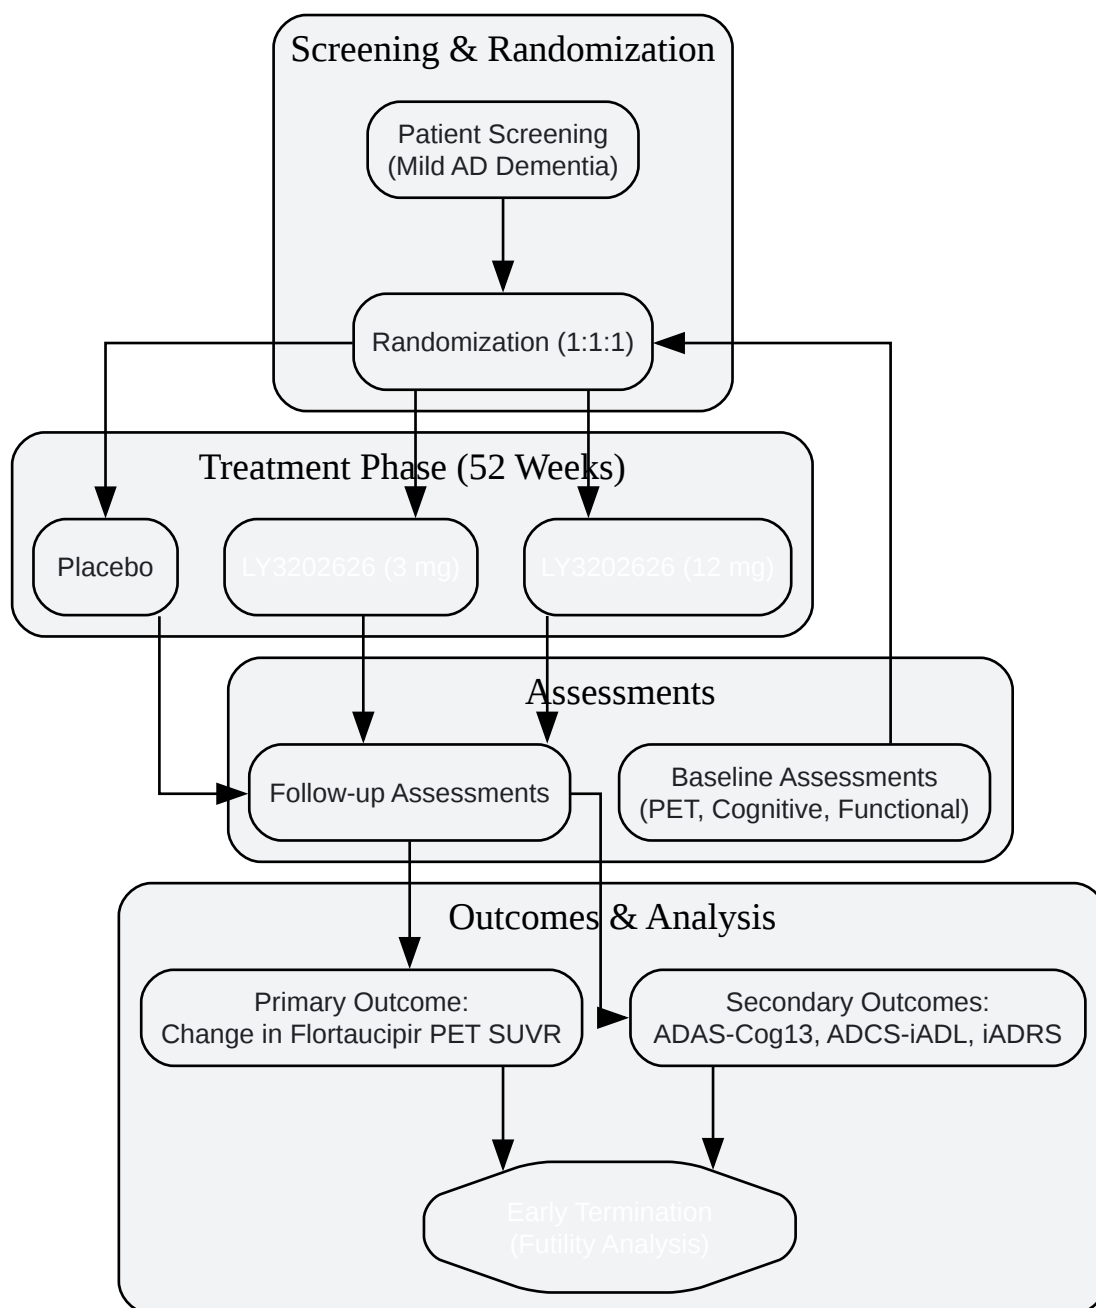 Screening & Randomization
Patient Screening
(Mild AD Dementia)
Randomization (1:1:1)
Treatment Phase (52 Weeks)
Placebo
LY3202626 (3 mg)
LY3202626 (12 mg)
Assessments
Follow-up Assessments
Baseline Assessments
(PET, Cognitive, Functional)
Outcomes & Analysis
Primary Outcome:
Change in Flortaucipir PET SUVR
Secondary Outcomes:
ADAS-Cog13, ADCS-iADL, iADRS
Early Termination
(Futility Analysis)